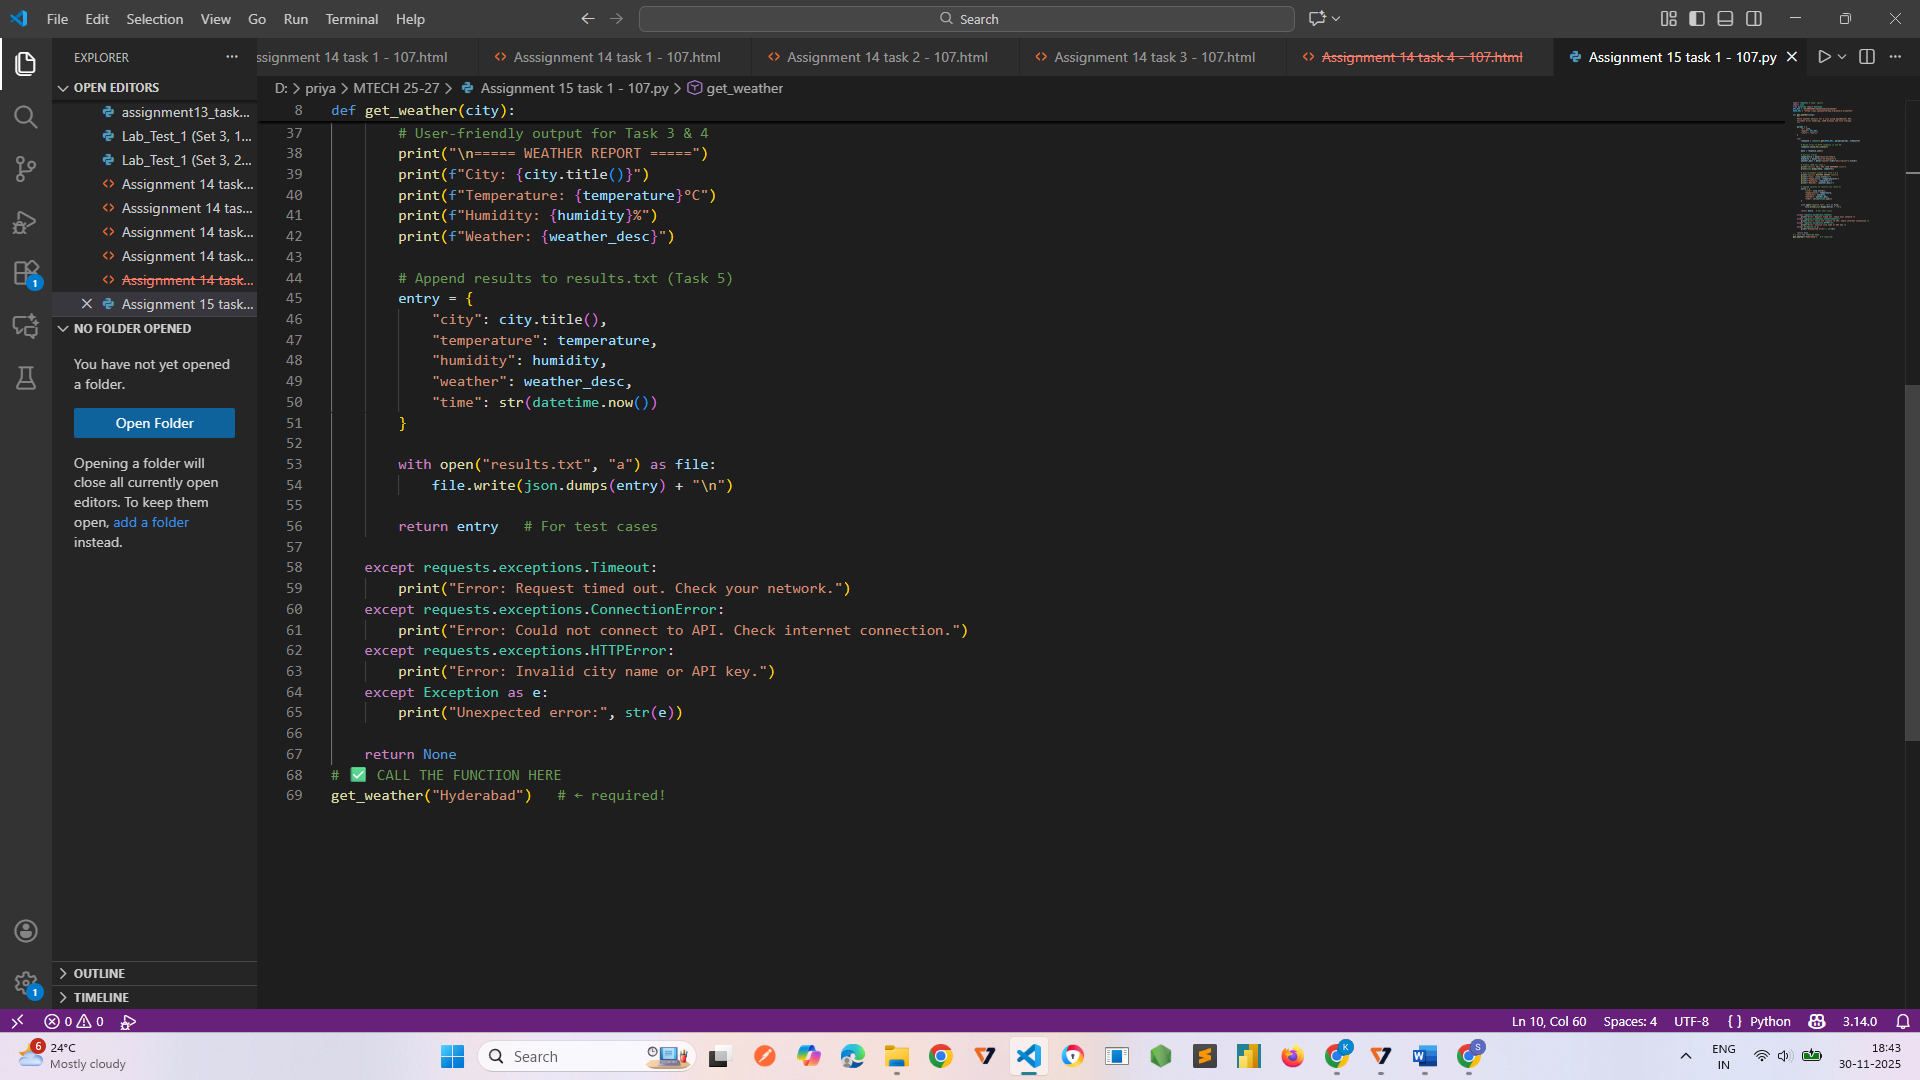 File Edit Selection View Go Run Terminal Help
Search
EXPLORER
ssignment 14 task 1 - 107.html
Asssignment 14 task 1 - 107.html
Assignment 14 task 2 - 107.html
Assignment 14 task 3 - 107.html
Assignment 14 task 4 - 107.html
Assignment 15 task 1 - 107.py
OPEN EDITORS
assignment13_task...
Lab_Test_1 (Set 3, 1...
Lab_Test_1 (Set 3, 2...
Assignment 14 task...
Asssignment 14 tas...
Assignment 14 task...
Assignment 14 task...
Assignment 14 task...
Assignment 15 task...
NO FOLDER OPENED
You have not yet opened
a folder.
Open Folder
Opening a folder will
close all currently open
editors. To keep them
open, add a folder
instead.
OUTLINE
TIMELINE
1
1
D: > priya > MTECH 25-27 > Assignment 15 task 1 - 107.py > get_weather
8 def get_weather(city):
37 # User-friendly output for Task 3 & 4
38 print("\n===== WEATHER REPORT =====")
39 print(f"City: {city.title()}")
40 print(f"Temperature: {temperature}°C")
41 print(f"Humidity: {humidity}%")
42 print(f"Weather: {weather_desc}")
43
44 # Append results to results.txt (Task 5)
45 entry = {
46 "city": city.title(),
47 "temperature": temperature,
48 "humidity": humidity,
49 "weather": weather_desc,
50 "time": str(datetime.now())
51 }
52
53 with open("results.txt", "a") as file:
54 file.write(json.dumps(entry) + "\n")
55
56 return entry # For test cases
57
58 except requests.exceptions.Timeout:
59 print("Error: Request timed out. Check your network.")
60 except requests.exceptions.ConnectionError:
61 print("Error: Could not connect to API. Check internet connection.")
62 except requests.exceptions.HTTPError:
63 print("Error: Invalid city name or API key.")
64 except Exception as e:
65 print("Unexpected error:", str(e))
66
67 return None
68 # ✅ CALL THE FUNCTION HERE
69 get_weather("Hyderabad") # ← required!
0 0
Ln 10, Col 60 Spaces: 4 UTF-8 { } Python 3.14.0
6
24°C
Mostly cloudy
Search
K
S
W
ENG
IN
18:43
30-11-2025